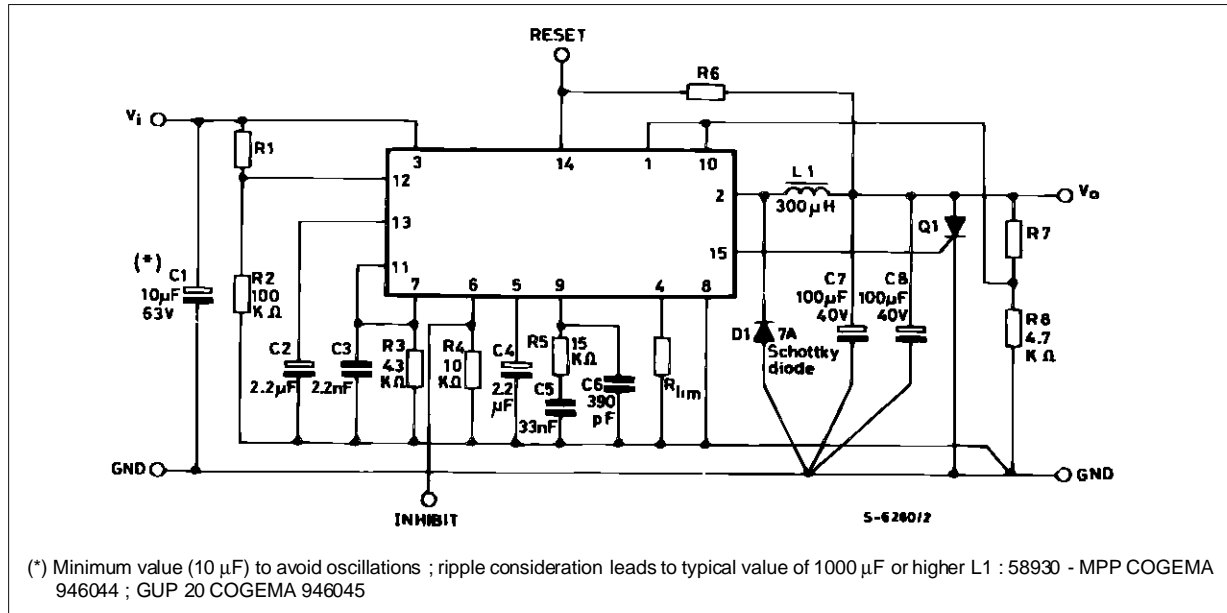 RESET
R6
Vi
R1
3
14
1
10
12
13
11
7
6
5
9
4
8
2
15
L1
300µH
Vo
Q1
R7
(*)
C1
10µF
63V
R2
100
KΩ
C2
2.2µF
C3
2.2nF
R3
43
KΩ
R4
10
KΩ
C4
2.2
µF
R5
15
KΩ
C5
33nF
C6
390
pF
Rlim
D1
7A
Schottky
diode
C7
100µF
40V
C8
100µF
40V
R8
4.7
KΩ
GND
INHIBIT
GND
S-6260/2
(*) Minimum value (10 µF) to avoid oscillations ; ripple consideration leads to typical value of 1000 µF or higher L1 : 58930 - MPP COGEMA
946044 ; GUP 20 COGEMA 946045